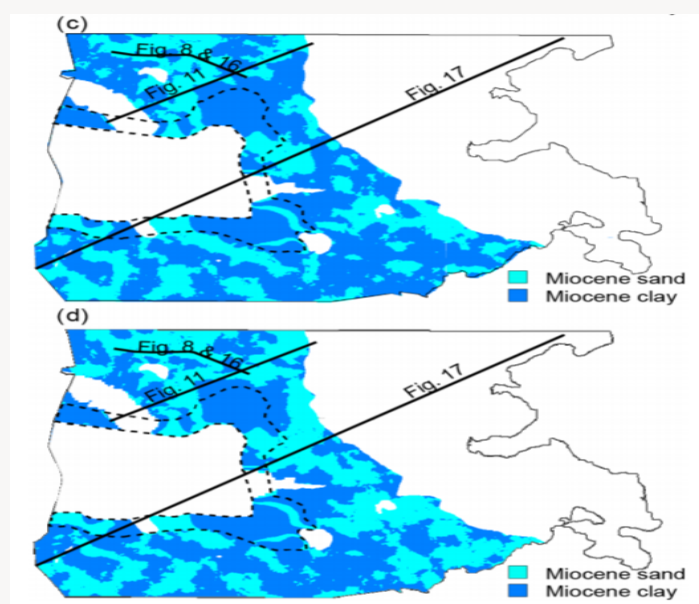 (c)
Fig. 8 & 16
Fig. 11
Fig. 17
Miocene sand
Miocene clay
(d)
Fig. 8 & 16
Fig. 11
Fig. 17
Miocene sand
Miocene clay